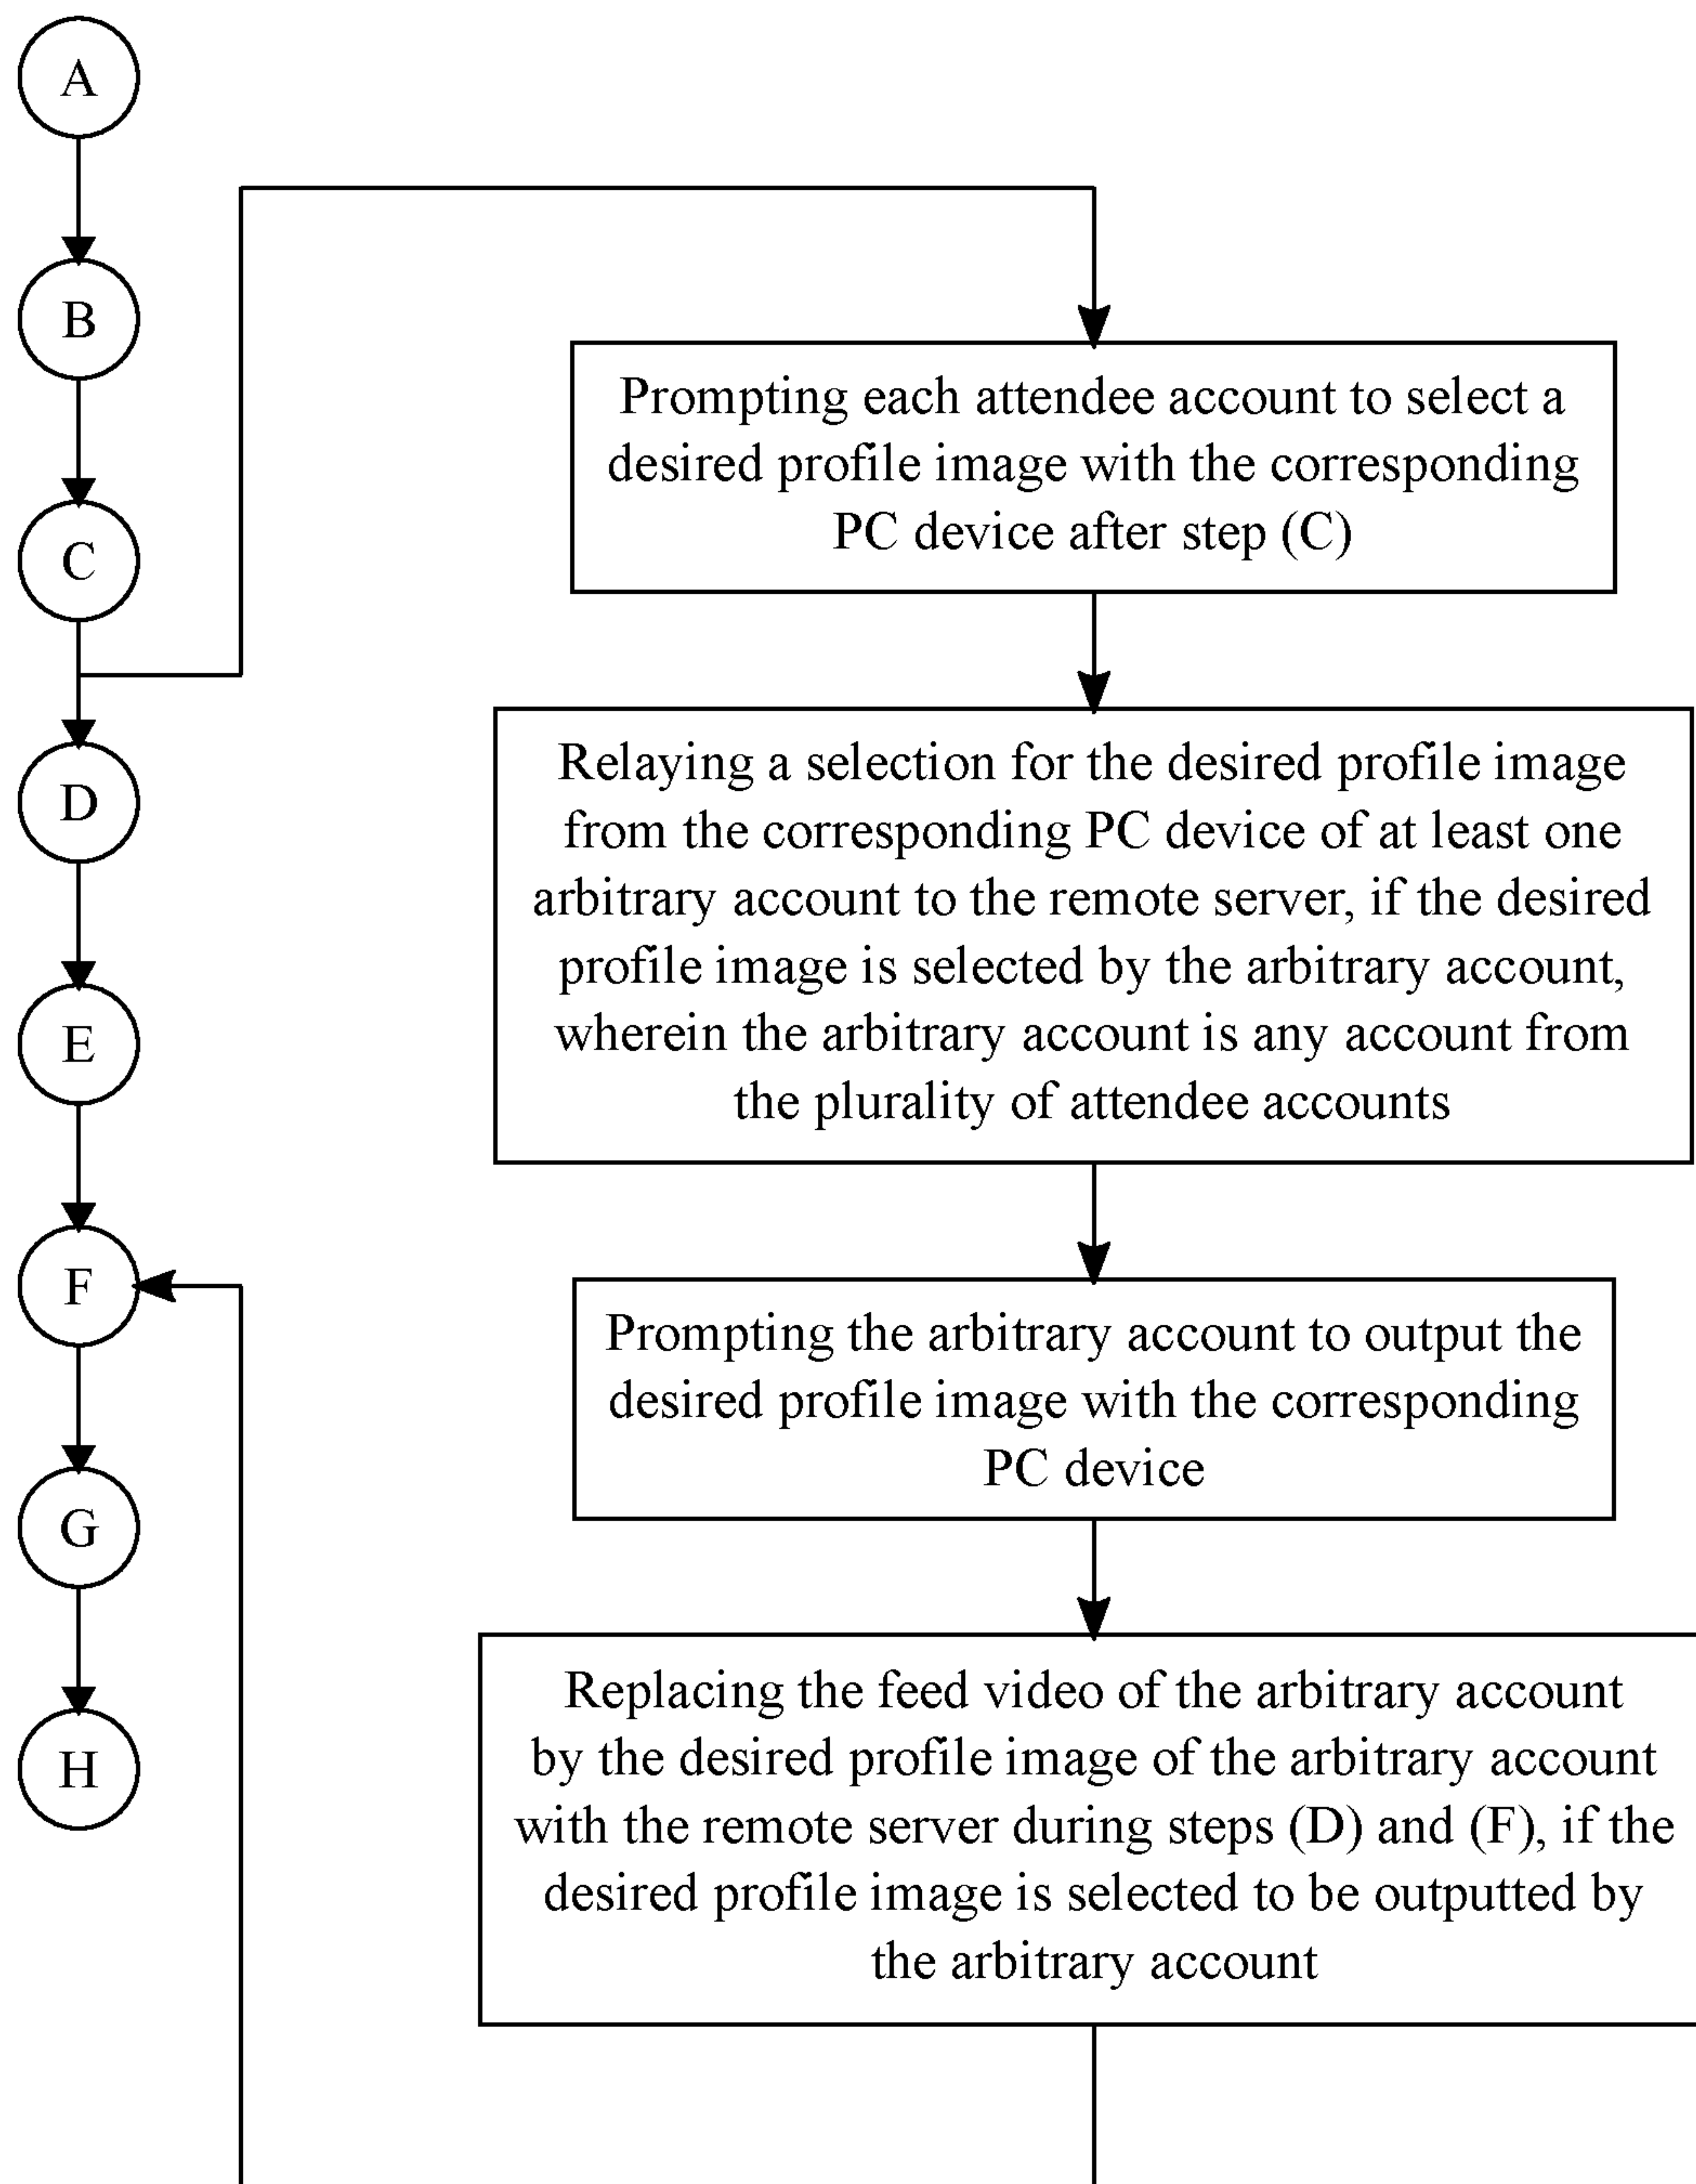 A
B
C
D
E
F
G
H
Prompting each attendee account to select a
desired profile image with the corresponding
PC device after step (C)
Relaying a selection for the desired profile image
from the corresponding PC device of at least one
arbitrary account to the remote server, if the desired
profile image is selected by the arbitrary account,
wherein the arbitrary account is any account from
the plurality of attendee accounts
Prompting the arbitrary account to output the
desired profile image with the corresponding
PC device
Replacing the feed video of the arbitrary account
by the desired profile image of the arbitrary account
with the remote server during steps (D) and (F), if the
desired profile image is selected to be outputted by
the arbitrary account